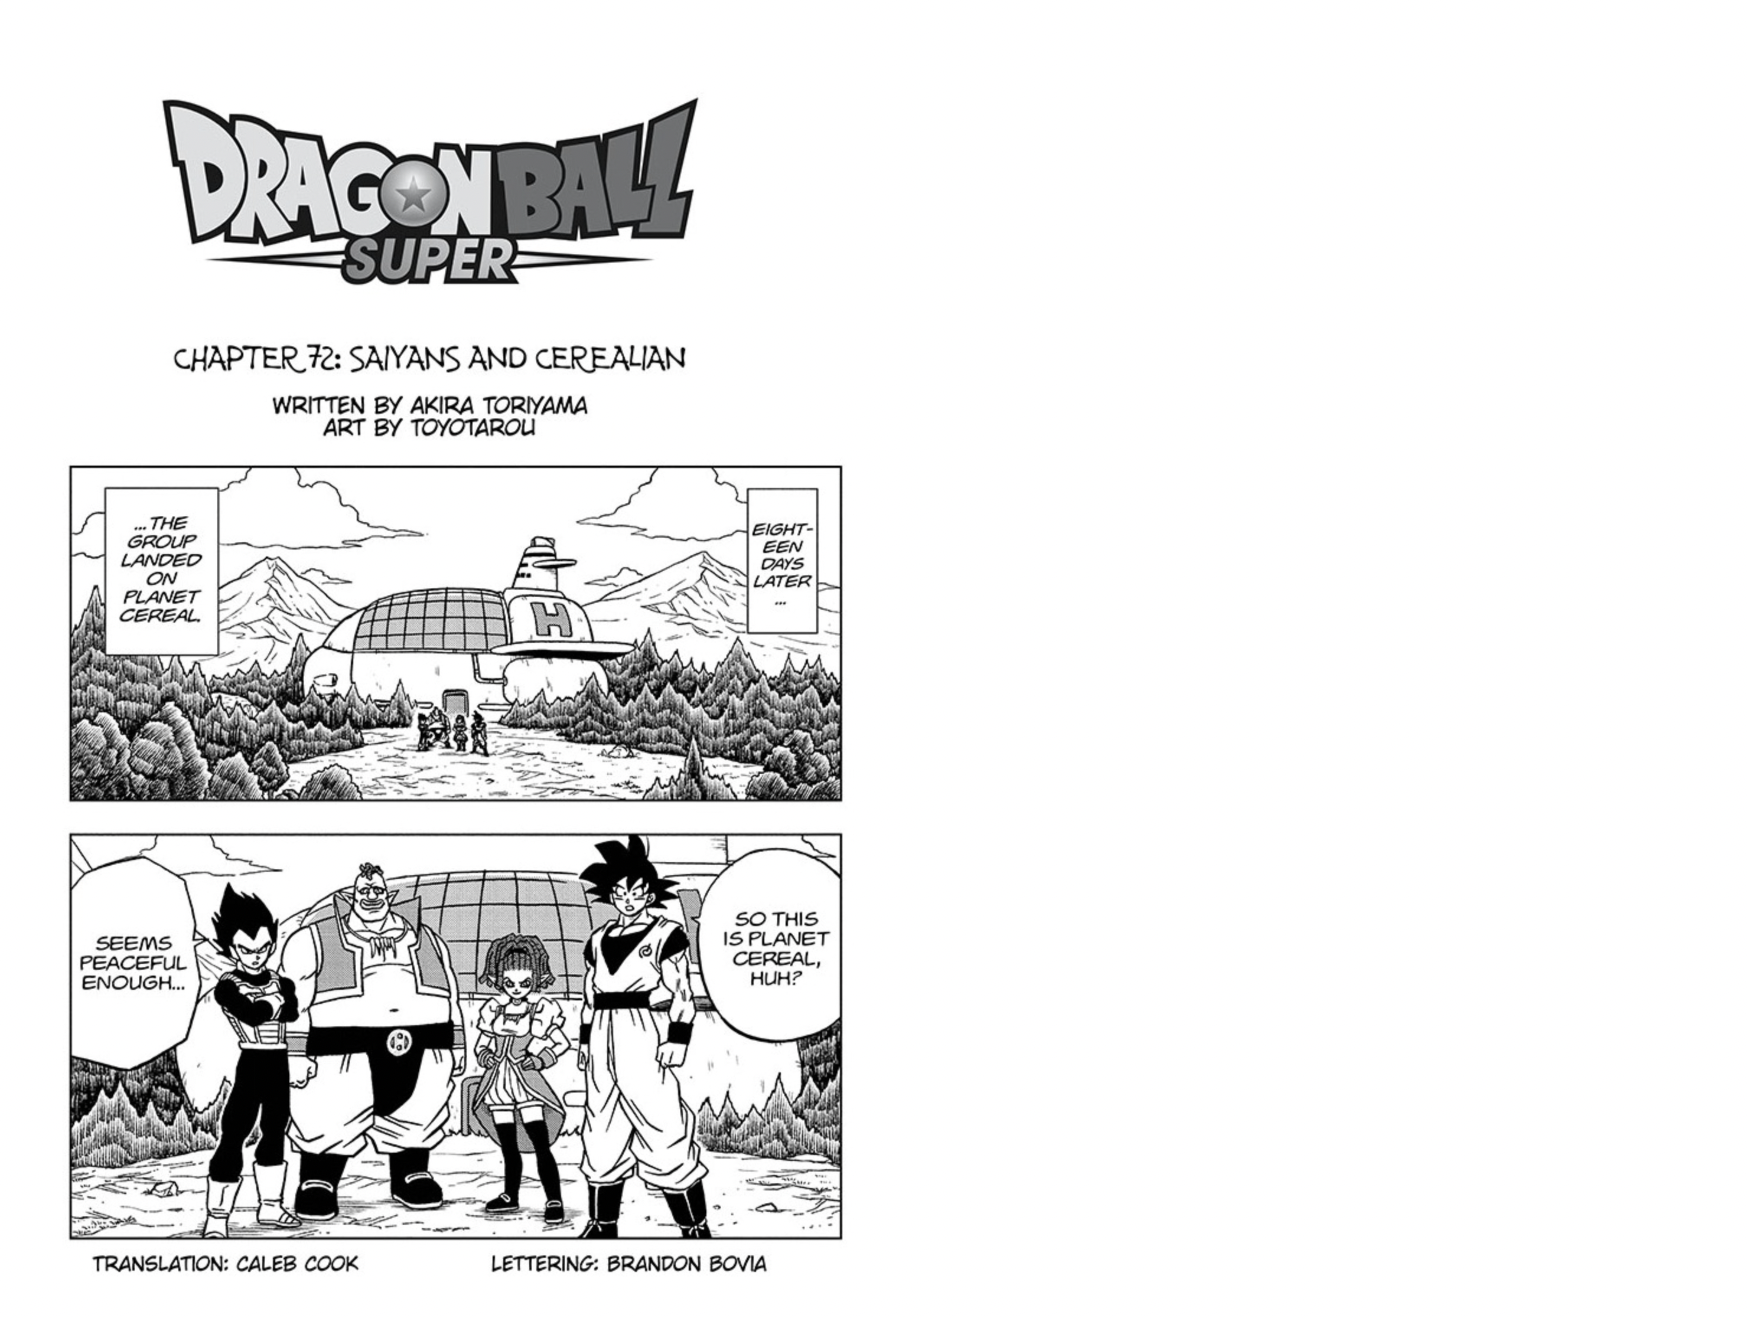 DRAGON BALL
SUPER
CHAPTER 72: SAIYANS AND CEREALIAN
WRITTEN BY AKIRA TORIYAMA
ART BY TOYOTAROU
EIGHT-
EEN
DAYS
LATER
...
...THE
GROUP
LANDED
ON
PLANET
CEREAL.
H
SO THIS
IS PLANET
CEREAL,
HUH?
SEEMS
PEACEFUL
ENOUGH...
TRANSLATION: CALEB COOK
LETTERING: BRANDON BOVIA